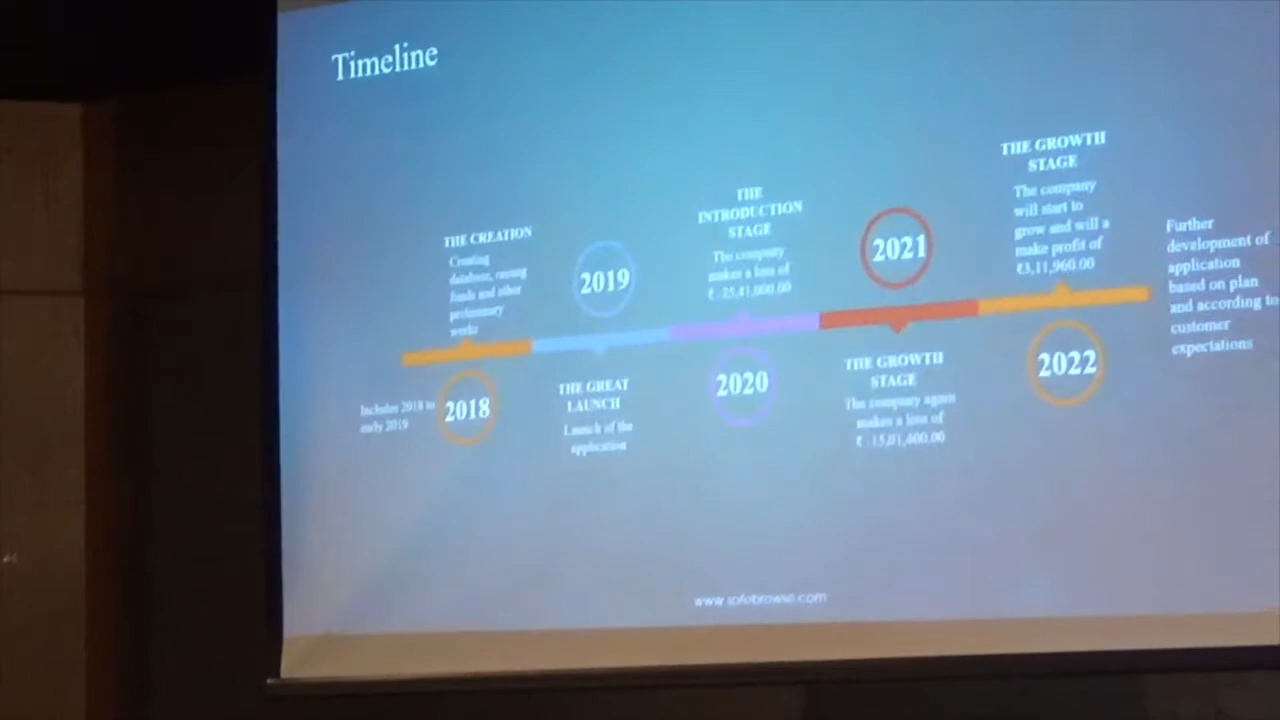 Timeline
THE CREATION
Creating
database, raising
funds and other
preliminary
works
Includes 2018 to
early 2019
2018
2019
THE GREAT
LAUNCH
Launch of the
application
THE
INTRODUCTION
STAGE
The company
makes a loss of
₹ -25,41,000.00
2020
2021
THE GROWTH
STAGE
The company again
makes a loss of
₹ -15,01,400.00
THE GROWTH
STAGE
The company
will start to
grow and will a
make profit of
₹3,11,960.00
2022
Further
development of
application
based on plan
and according to
customer
expectations